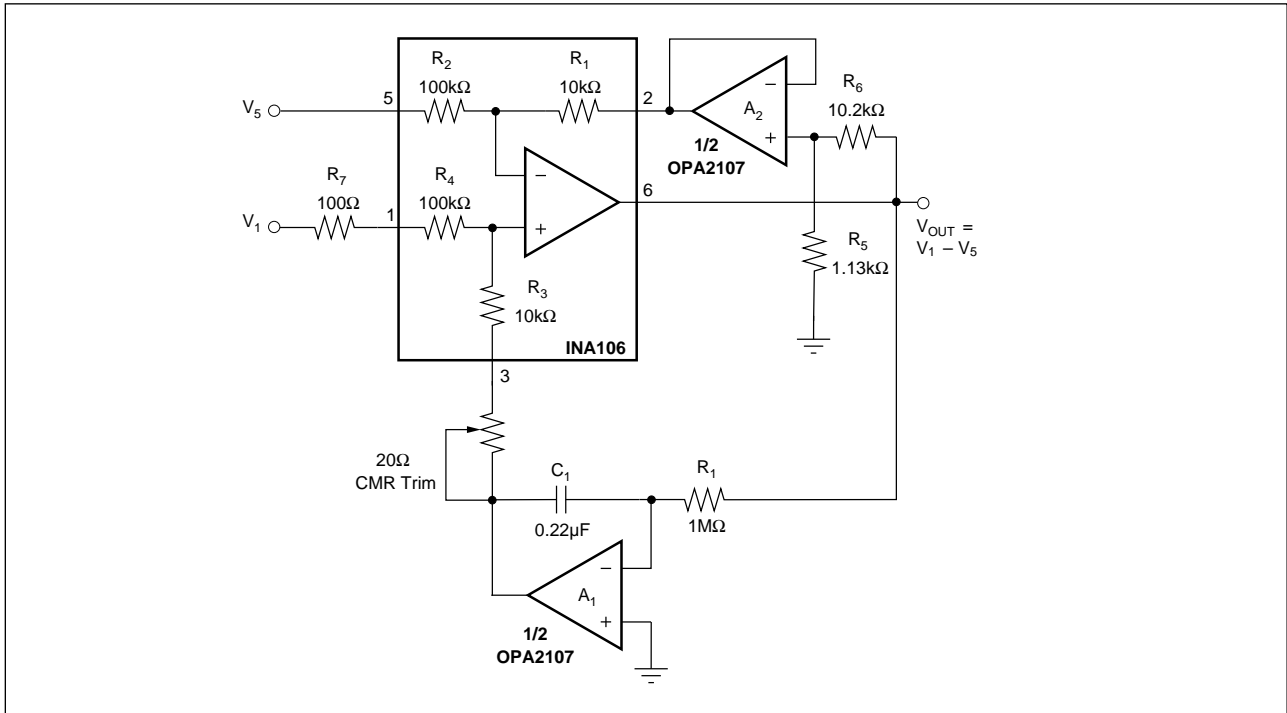 R2
100kΩ
R1
10kΩ
V5
5
2
A2
−
+
1/2
OPA2107
R6
10.2kΩ
R7
100Ω
V1
1
R4
100kΩ
−
+
6
VOUT =
V1 – V5
R5
1.13kΩ
R3
10kΩ
INA106
3
20Ω
CMR Trim
C1
0.22µF
R1
1MΩ
A1
−
+
1/2
OPA2107